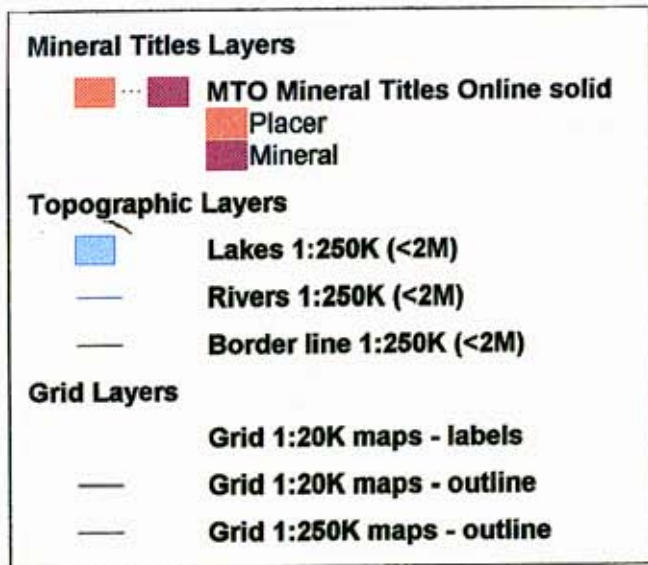 Mineral Titles Layers
... MTO Mineral Titles Online solid
Placer
Mineral
Topographic Layers
Lakes 1:250K (<2M)
Rivers 1:250K (<2M)
Border line 1:250K (<2M)
Grid Layers
Grid 1:20K maps - labels
Grid 1:20K maps - outline
Grid 1:250K maps - outline